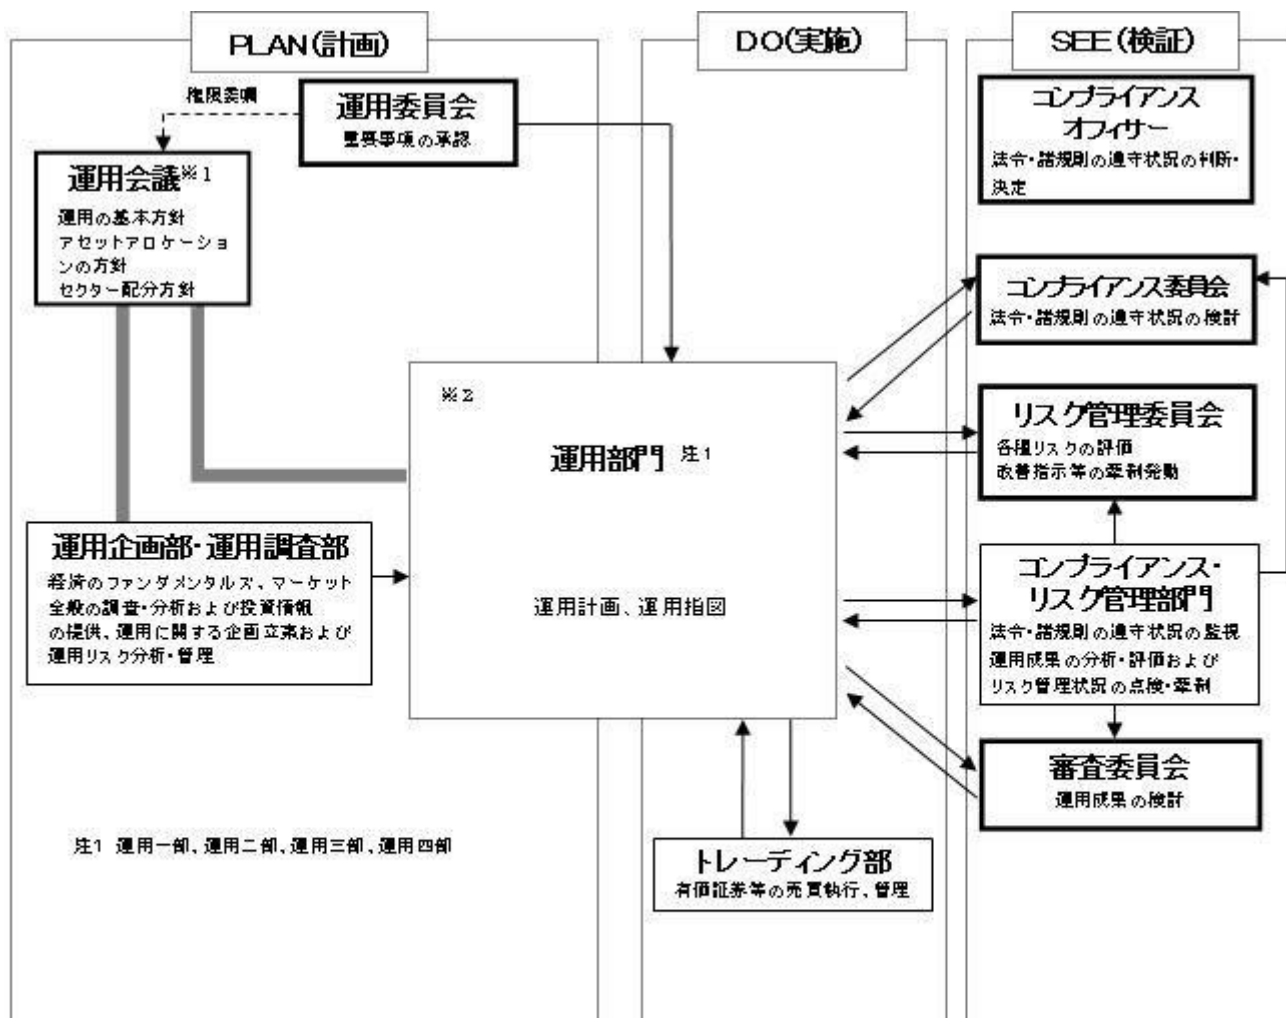 PLAN(計画)
権限委嘱
運用委員会
重要事項の承認
運用会議※1
運用の基本方針
アセットアロケーショ
ンの方針
セクター配分方針
運用企画部・運用調査部
経済のファンダメンタルズ、マーケット
全般の調査・分析および投資情報
の提供、運用に関する企画立案および
運用リスク分析・管理
注1 運用一部、運用二部、運用三部、運用四部
DO(実施)
※2
運用部門 注1
運用計画、運用指図
トレーディング部
有価証券等の売買執行、管理
SEE(検証)
コンプライアンス
オフィサー
法令・諸規則の遵守状況の判断・
決定
コンプライアンス委員会
法令・諸規則の遵守状況の検討
リスク管理委員会
各種リスクの評価
改善指示等の牽制発動
コンプライアンス・
リスク管理部門
法令・諸規則の遵守状況の監視
運用成果の分析・評価および
リスク管理状況の点検・牽制
審査委員会
運用成果の検討